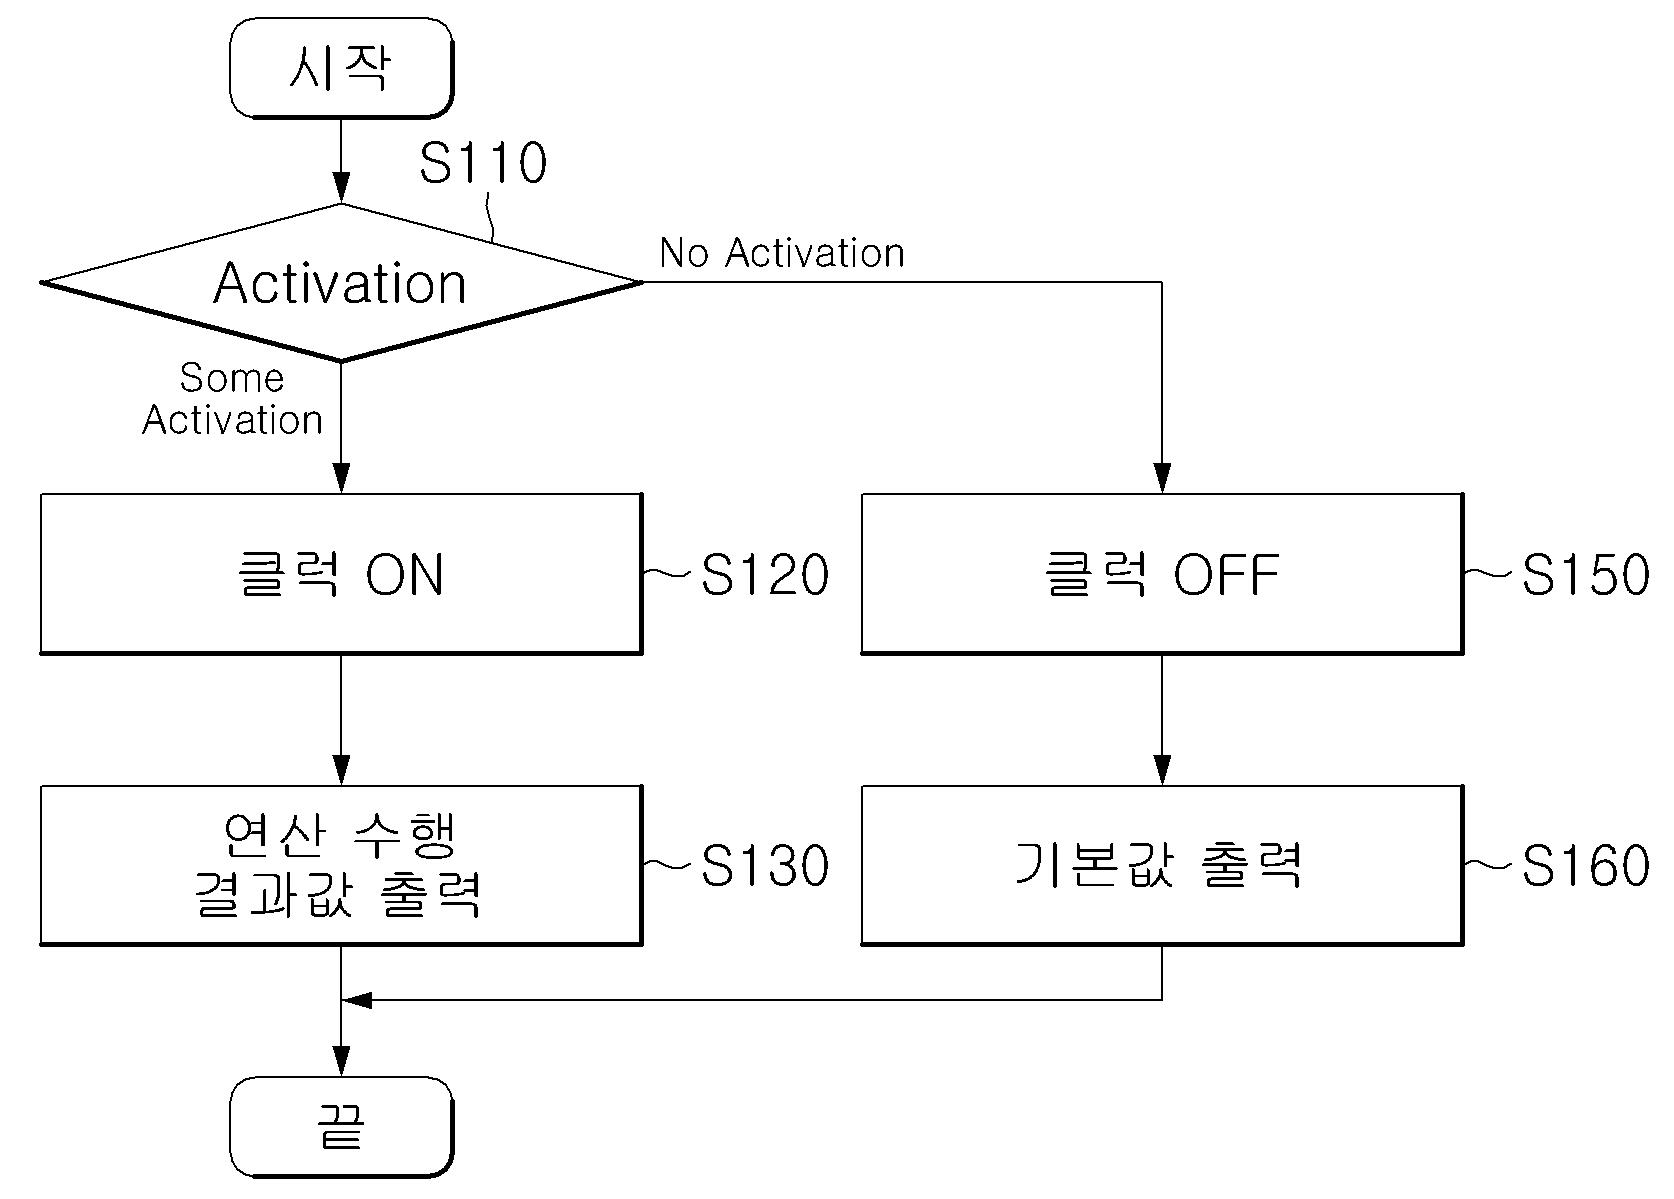 시작
S110
Activation
No Activation
Some
Activation
클럭 ON
S120
클럭 OFF
S150
연산 수행
결과값 출력
S130
기본값 출력
S160
끝